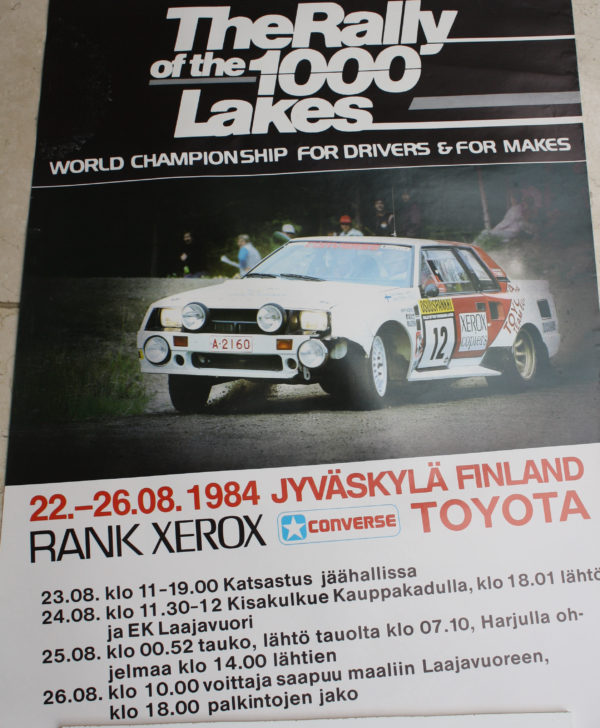 The Rally
of the 1000
Lakes
WORLD CHAMPIONSHIP FOR DRIVERS & FOR MAKES
OSUUSPANKKI
12
XEROX
copiers
TOYOTA
A-2160
22.–26.08.1984 JYVÄSKYLÄ FINLAND
RANK XEROX CONVERSE TOYOTA
23.08. klo 11-19.00 Katsastus jäähallissa
24.08. klo 11.30-12 Kisakulkue Kauppakadulla, klo 18.01 lähtö
ja EK Laajavuori
25.08. klo 00.52 tauko, lähtö tauolta klo 07.10, Harjulla oh-
jelmaa klo 14.00 lähtien
26.08. klo 10.00 voittaja saapuu maaliin Laajavuoreen,
klo 18.00 palkintojen jako